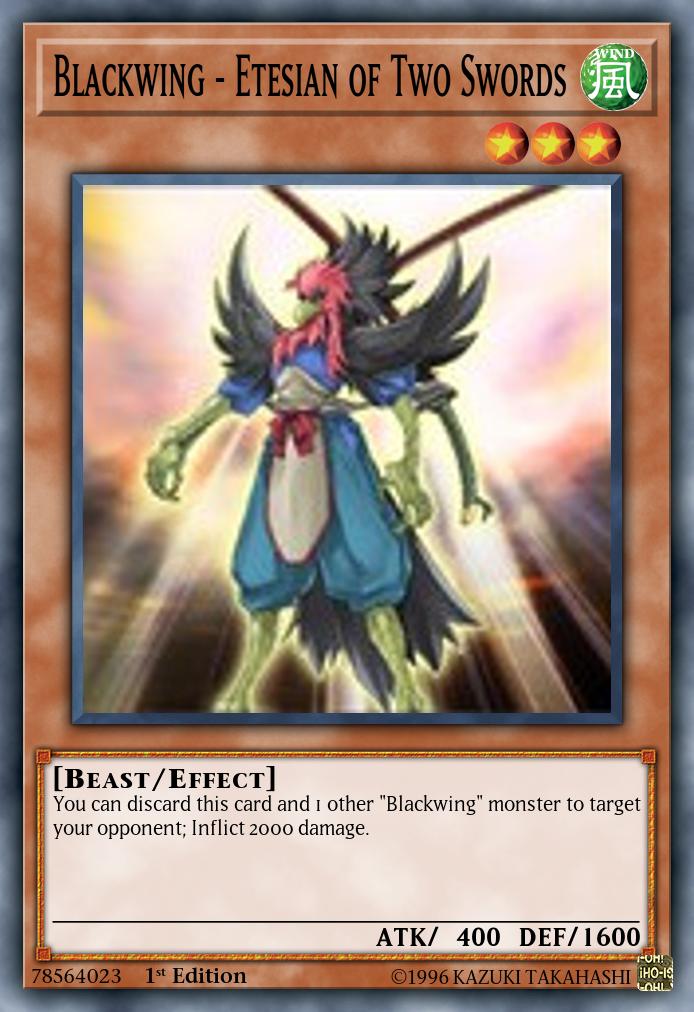 Blackwing - Etesian of Two Swords
WIND
風
[Beast/Effect]
You can discard this card and 1 other "Blackwing" monster to target
your opponent; Inflict 2000 damage.
ATK/ 400 DEF/1600
78564023 1st Edition ©1996 KAZUKI TAKAHASHI